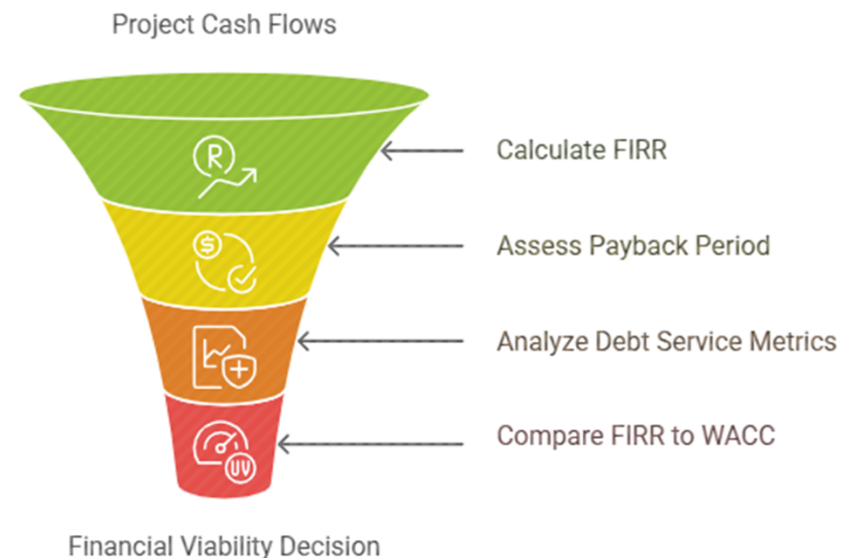 Project Cash Flows
R
Calculate FIRR
$
Assess Payback Period
Analyze Debt Service Metrics
Compare FIRR to WACC
UV
Financial Viability Decision